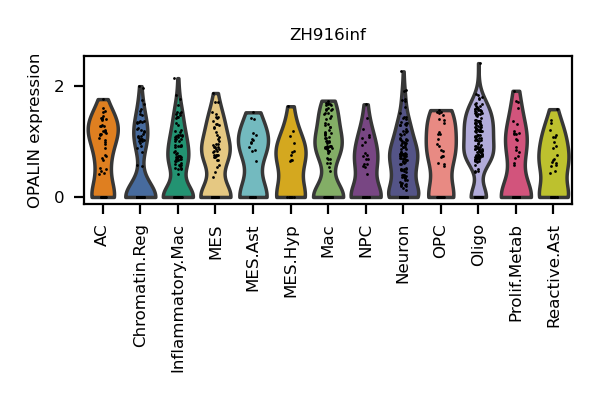 ZH916inf
OPALIN expression
2
0
AC
Chromatin.Reg
Inflammatory.Mac
MES
MES.Ast
MES.Hyp
Mac
NPC
Neuron
OPC
Oligo
Prolif.Metab
Reactive.Ast